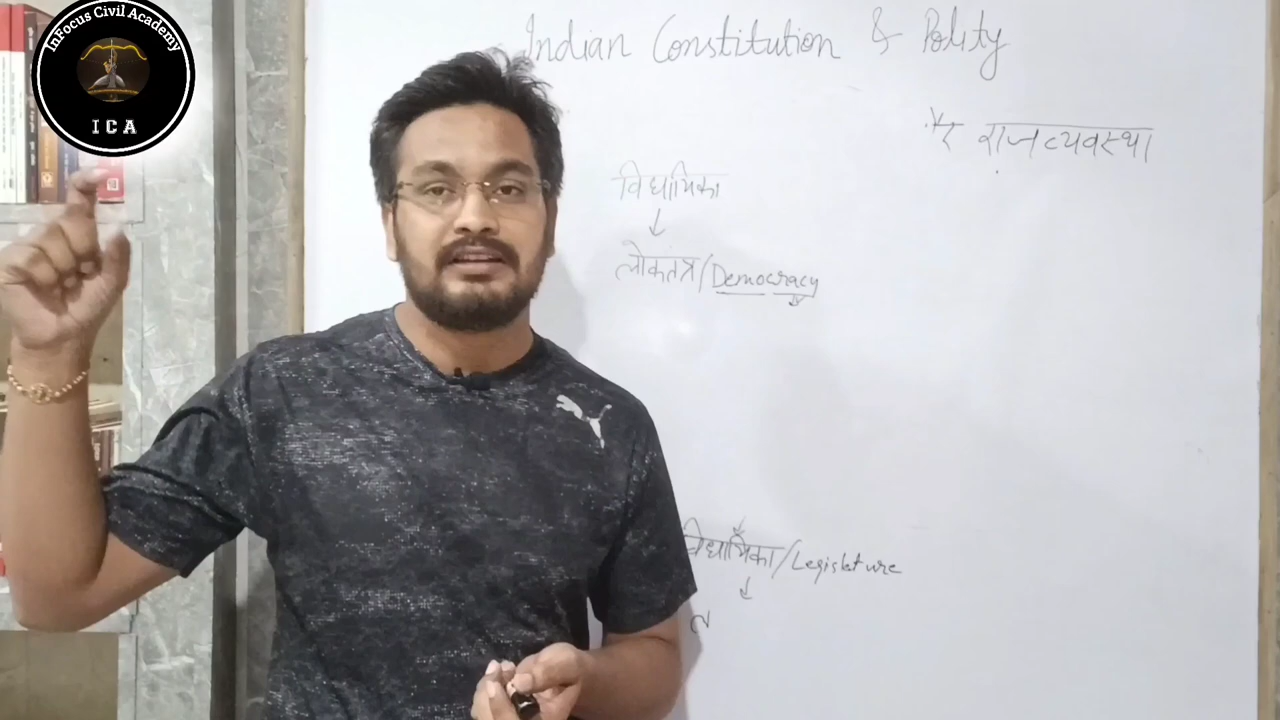 InFocus Civil Academy
ICA
Indian Constitution & Polity
राजव्यवस्था
विधायिका
↓
लोकतंत्र/Democracy
विधायिका/Legislature
↓